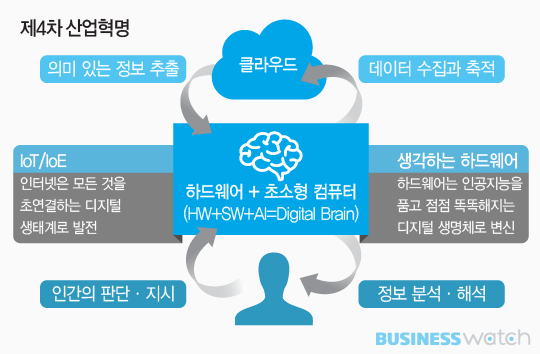 제4차 산업혁명
의미 있는 정보 추출
클라우드
데이터 수집과 축적
IoT/IoE
인터넷은 모든 것을
초연결하는 디지털
생태계로 발전
하드웨어 + 초소형 컴퓨터
(HW+SW+AI=Digital Brain)
생각하는 하드웨어
하드웨어는 인공지능을
품고 점점 똑똑해지는
디지털 생명체로 변신
인간의 판단 · 지시
정보 분석 · 해석
BUSINESS watch